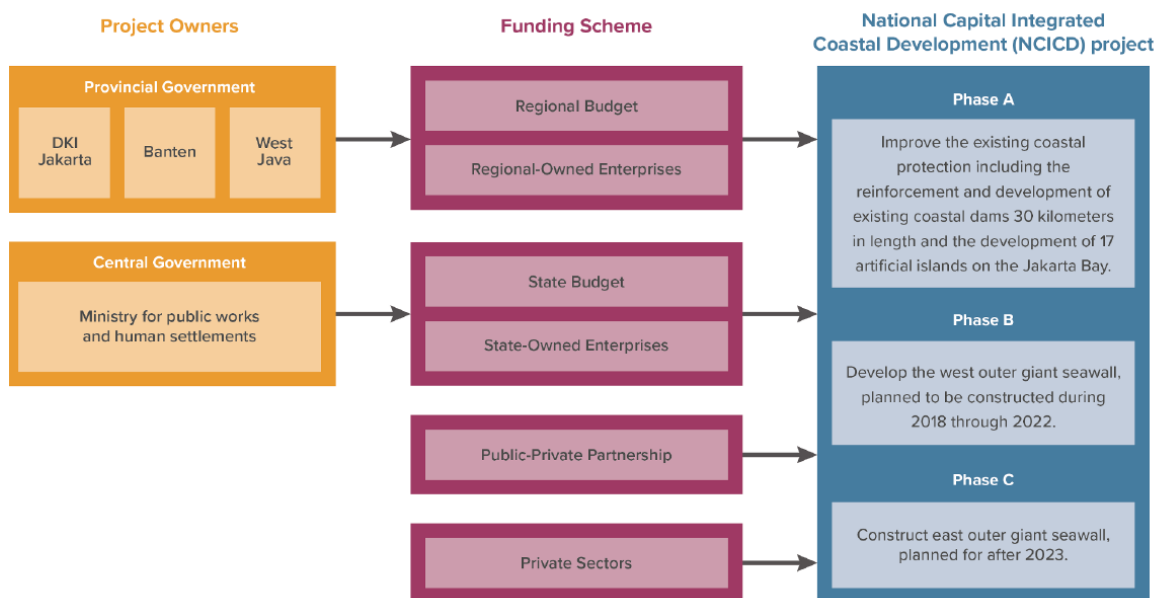 Project Owners
Provincial Government
DKI
Jakarta
Banten
West
Java
Central Government
Ministry for public works
and human settlements
Funding Scheme
Regional Budget
Regional-Owned Enterprises
State Budget
State-Owned Enterprises
Public-Private Partnership
Private Sectors
National Capital Integrated
Coastal Development (NCICD) project
Phase A
Improve the existing coastal
protection including the
reinforcement and development of
existing coastal dams 30 kilometers
in length and the development of 17
artificial islands on the Jakarta Bay.
Phase B
Develop the west outer giant seawall,
planned to be constructed during
2018 through 2022.
Phase C
Construct east outer giant seawall,
planned for after 2023.